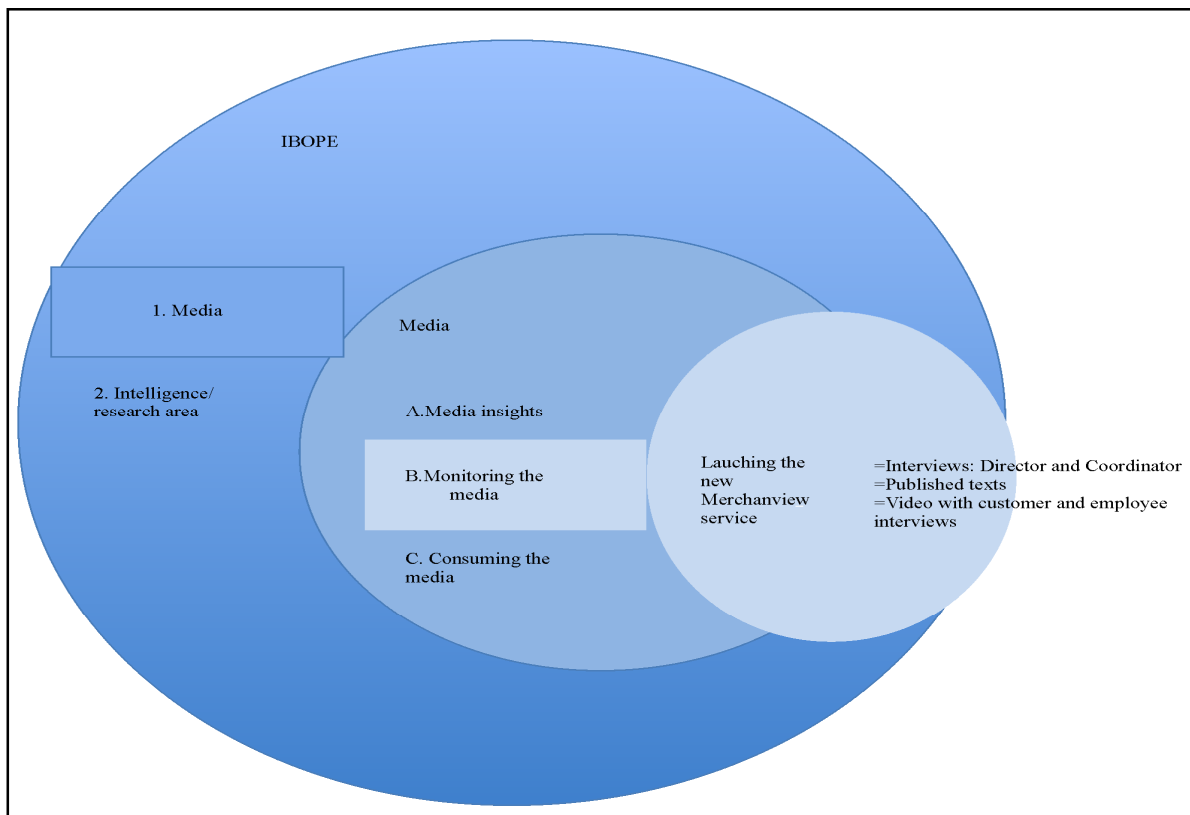 IBOPE
1. Media
2. Intelligence/
research area
Media
A.Media insights
B.Monitoring the
media
C. Consuming the
media
Lauching the
new
Merchanview
service
=Interviews: Director and Coordinator
=Published texts
=Video with customer and employee
interviews